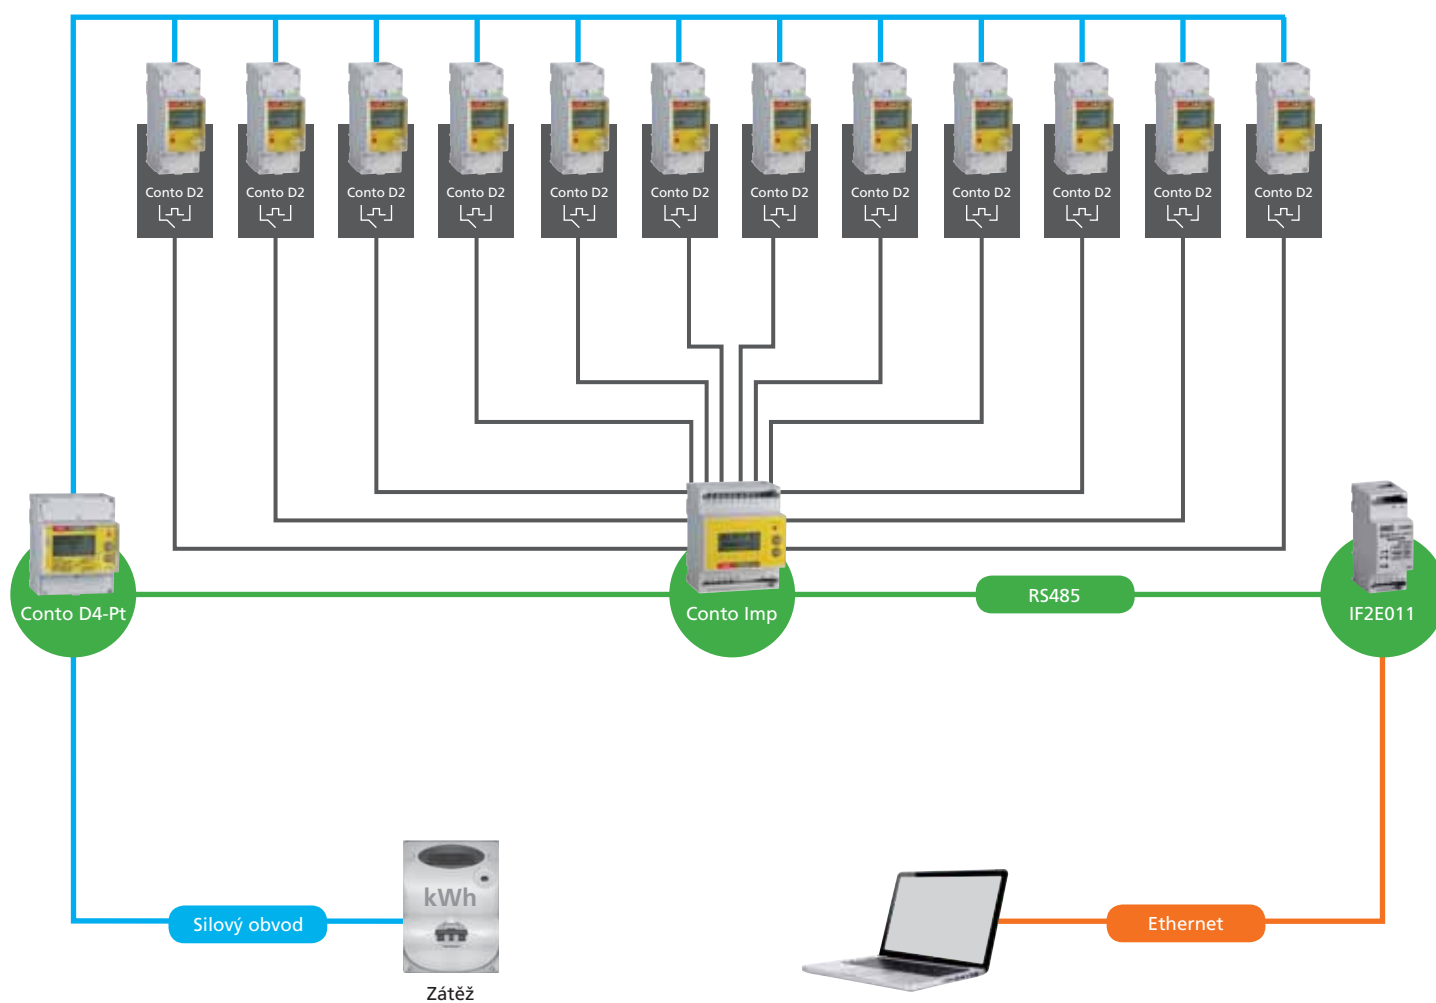 Conto D2
Conto D2
Conto D2
Conto D2
Conto D2
Conto D2
Conto D2
Conto D2
Conto D2
Conto D2
Conto D2
Conto D2
Conto D4-Pt
Conto Imp
RS485
IF2E011
kWh
Silový obvod
Ethernet
Zátěž